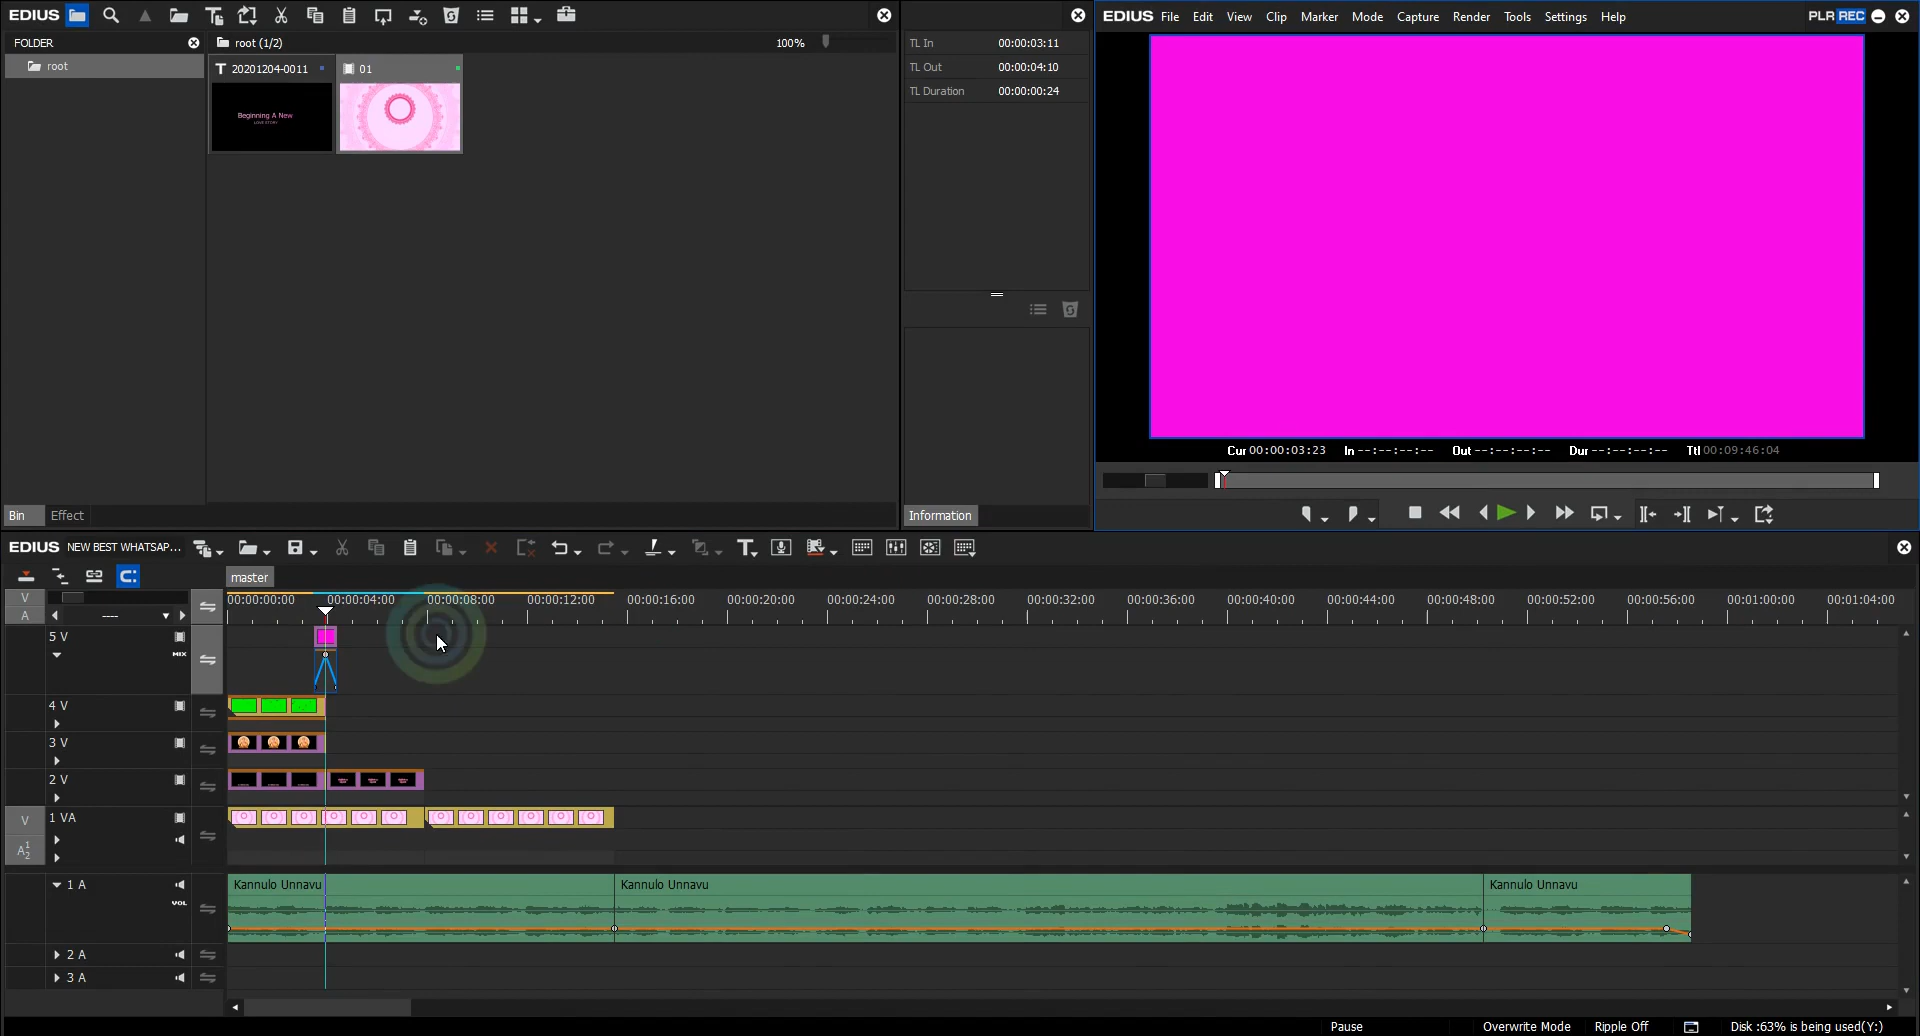 EDIUS
FOLDER
root
root (1/2)
100%
20201204-0011
01
Beginning A New
LOVE STORY
Bin
Effect
TL In 00:00:03:11
TL Out 00:00:04:10
TL Duration 00:00:00:24
Information
EDIUS File Edit View Clip Marker Mode Capture Render Tools Settings Help
PLR REC
Cur 00:00:03:23 In --:--:--:-- Out --:--:--:-- Dur --:--:--:-- Ttl 00:09:46:04
EDIUS NEW BEST WHATSAP...
master
V
A
----
00:00:00:00 00:00:04:00 00:00:08:00 00:00:12:00 00:00:16:00 00:00:20:00 00:00:24:00 00:00:28:00 00:00:32:00 00:00:36:00 00:00:40:00 00:00:44:00 00:00:48:00 00:00:52:00 00:00:56:00 00:01:00:00 00:01:04:00
5 V
MIX
4 V
3 V
2 V
V
1 VA
A 1 2
1 A
VOL
Kannulo Unnavu
Kannulo Unnavu
Kannulo Unnavu
2 A
3 A
Pause
Overwrite Mode
Ripple Off
Disk :63% is being used(Y:)